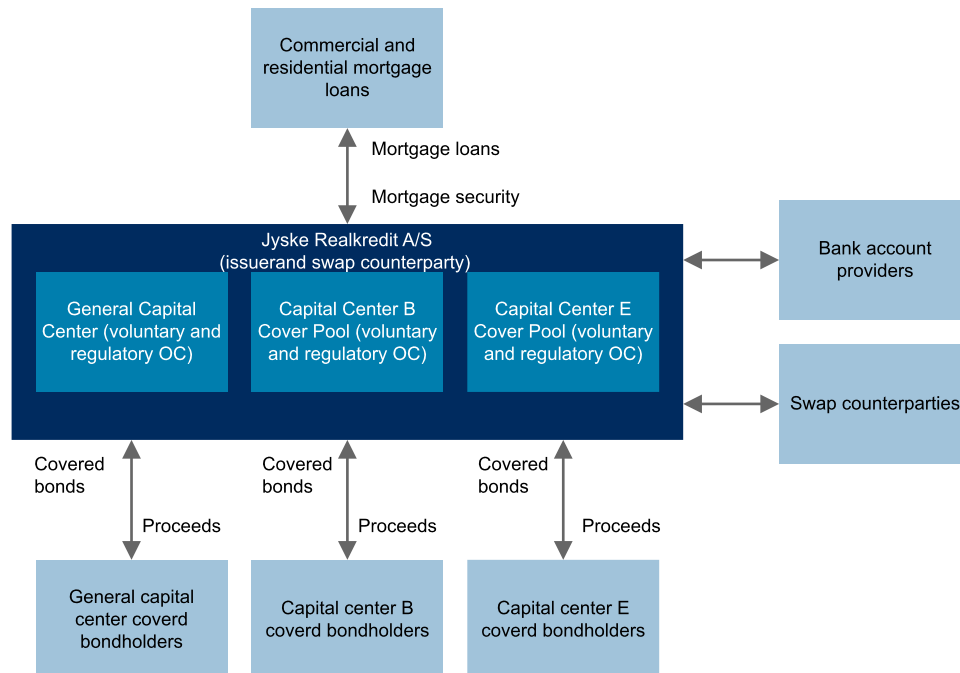 Commercial and
residential mortgage
loans
Mortgage loans
Mortgage security
Jyske Realkredit A/S
(issuerand swap counterparty)
General Capital
Center (voluntary and
regulatory OC)
Capital Center B
Cover Pool (voluntary
and regulatory OC)
Capital Center E
Cover Pool (voluntary
and regulatory OC)
Bank account
providers
Swap counterparties
Covered
bonds
Proceeds
Covered
bonds
Proceeds
Covered
bonds
Proceeds
General capital
center coverd
bondholders
Capital center B
coverd bondholders
Capital center E
coverd bondholders